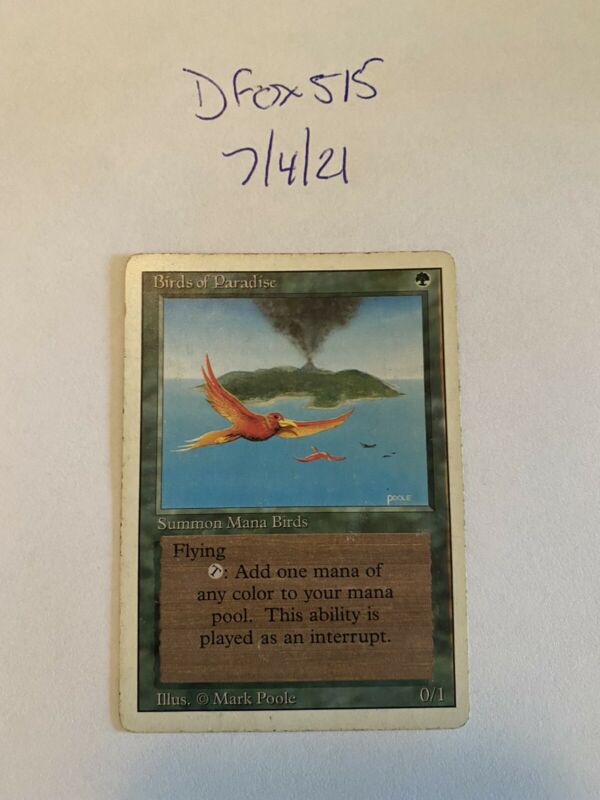 DFox515
7/4/21
Birds of Paradise
POOLE
Summon Mana Birds
Flying
T: Add one mana of
any color to your mana
pool. This ability is
played as an interrupt.
Illus. © Mark Poole
0/1